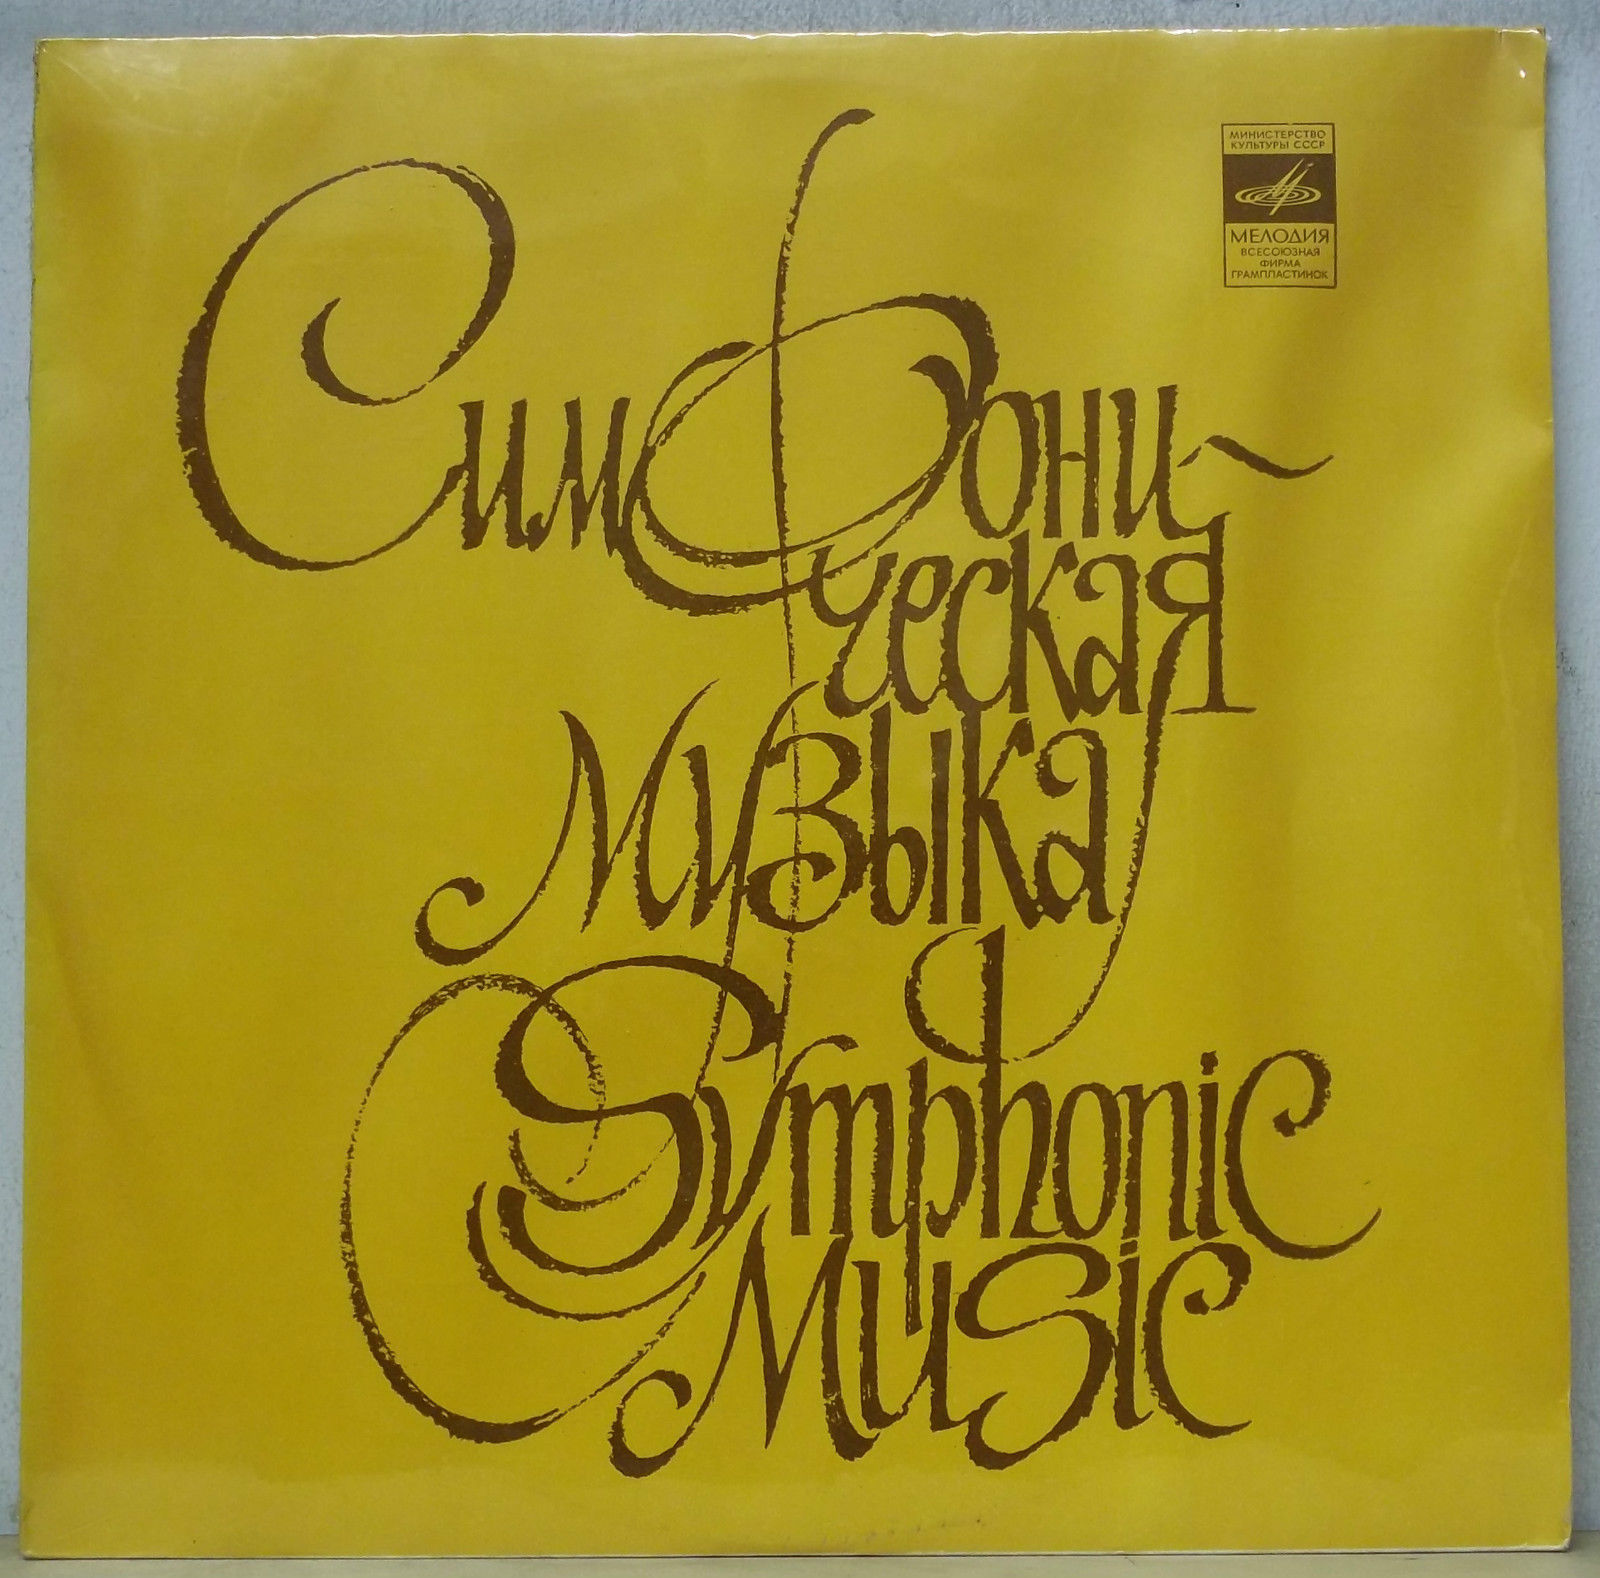 МИНИСТЕРСТВО
КУЛЬТУРЫ СССР
МЕЛОДИЯ
ВСЕСОЮЗНАЯ
ФИРМА
ГРАМПЛАСТИНОК
Симфони-
ческая
музыка
Symphonic
Music